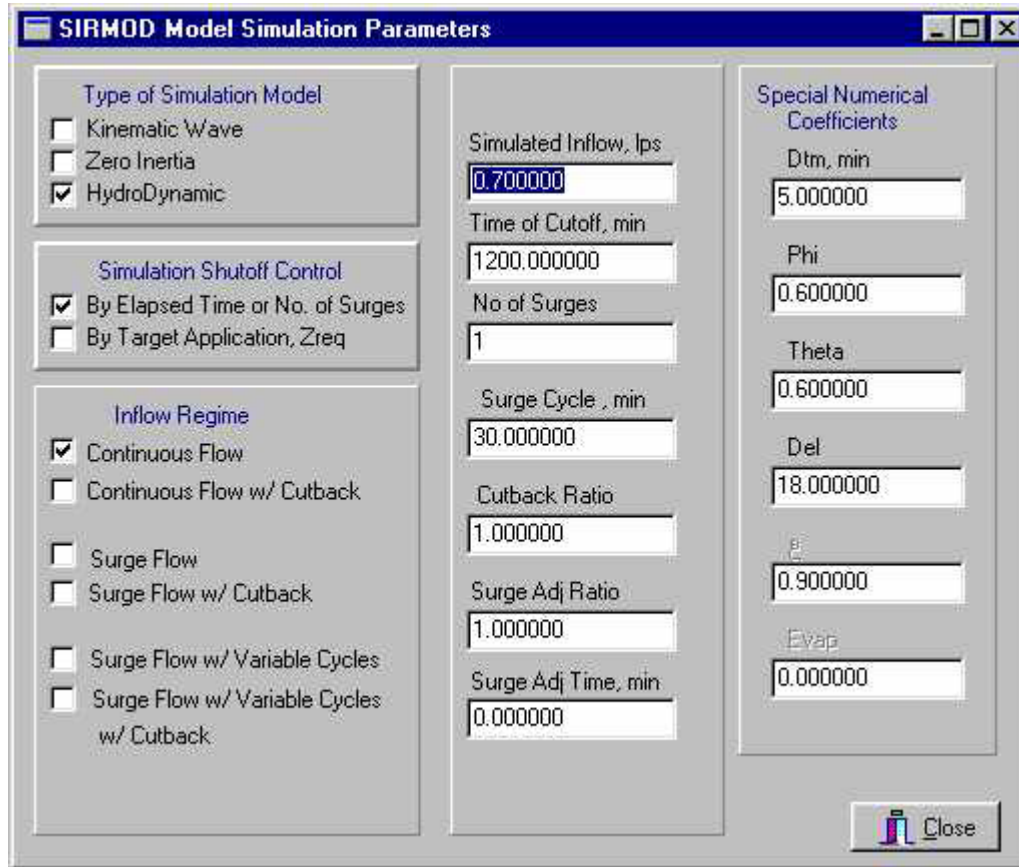 SIRMOD Model Simulation Parameters
Type of Simulation Model
Kinematic Wave
Zero Inertia
HydroDynamic
Simulation Shutoff Control
By Elapsed Time or No. of Surges
By Target Application, Zreq
Inflow Regime
Continuous Flow
Continuous Flow w/ Cutback
Surge Flow
Surge Flow w/ Cutback
Surge Flow w/ Variable Cycles
Surge Flow w/ Variable Cycles
w/ Cutback
Simulated Inflow, lps
0.700000
Time of Cutoff, min
1200.000000
No of Surges
1
Surge Cycle , min
30.000000
Cutback Ratio
1.000000
Surge Adj Ratio
1.000000
Surge Adj Time, min
0.000000
Special Numerical
Coefficients
Dtm, min
5.000000
Phi
0.600000
Theta
0.600000
Del
18.000000
0.900000
Evap
0.000000
Close